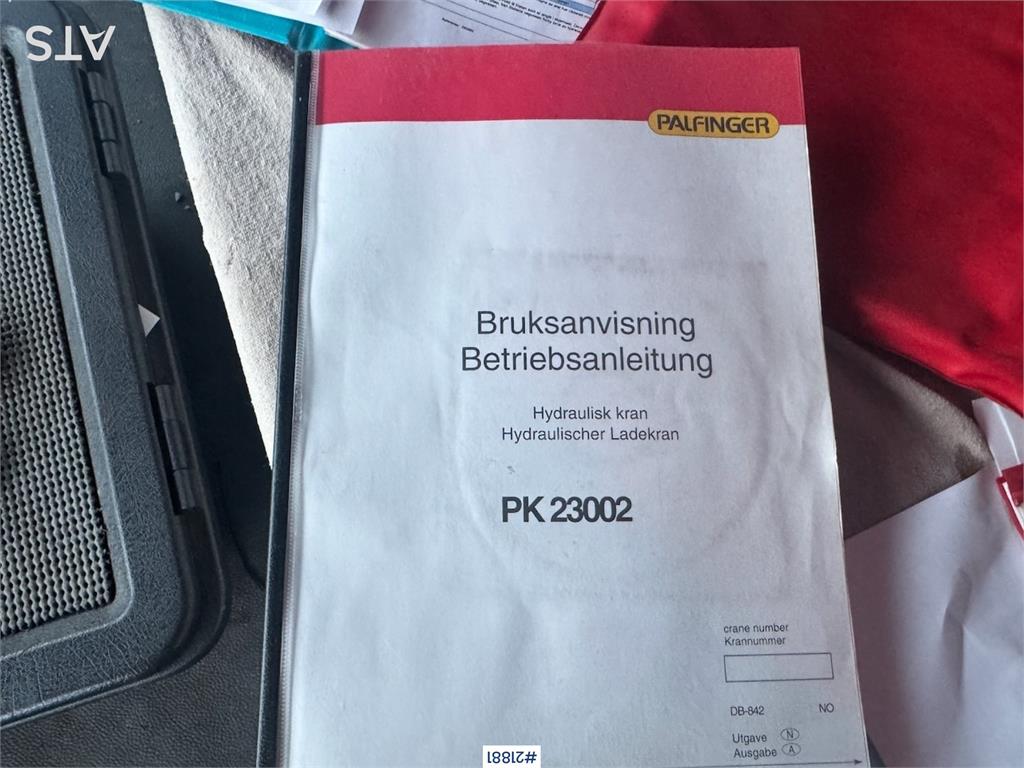 ATS
PALFINGER
Bruksanvisning
Betriebsanleitung
Hydraulisk kran
Hydraulischer Ladekran
PK 23002
crane number
Krannummer
DB-842 NO
Utgave N
Ausgabe A
#21881